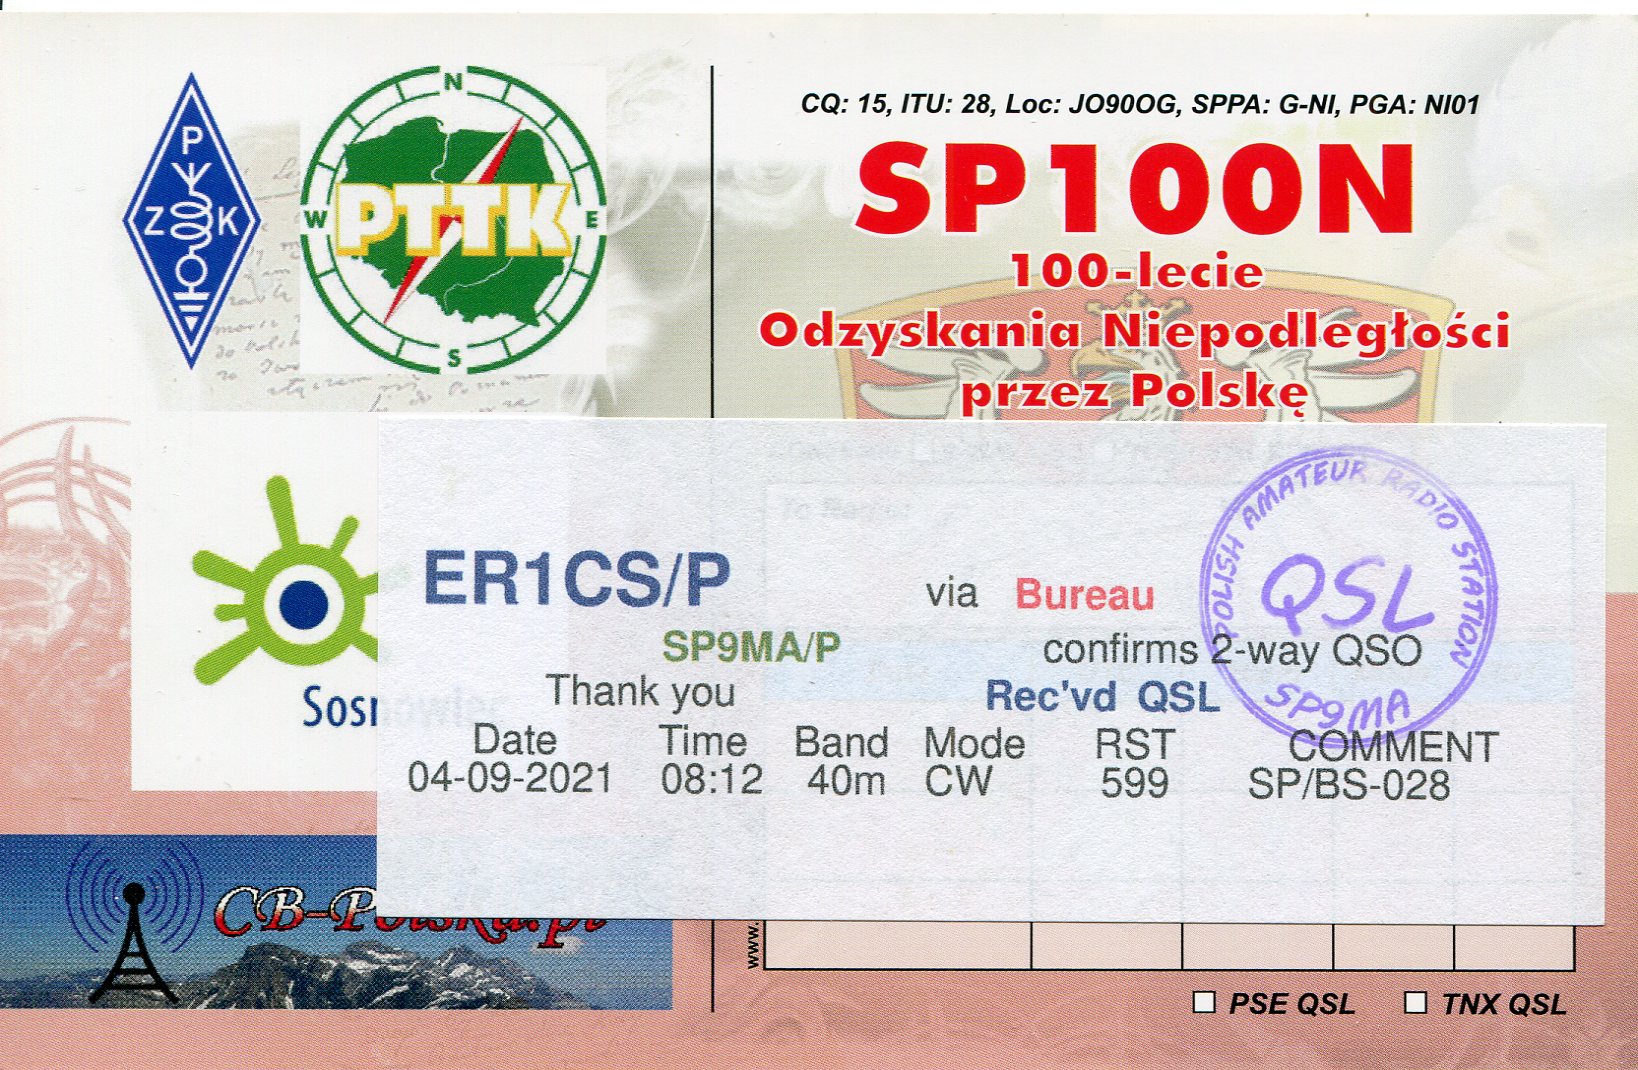 P
Z K
N
W PTTK E
S
CQ: 15, ITU: 28, Loc: JO90OG, SPPA: G-NI, PGA: NI01
SP100N
100-lecie
Odzyskania Niepodległości
przez Polskę
POLISH AMATEUR RADIO STATION
QSL
SP9MA
ER1CS/P via Bureau
SP9MA/P confirms 2-way QSO
Thank you Rec'vd QSL
Date Time Band Mode RST COMMENT
04-09-2021 08:12 40m CW 599 SP/BS-028
Sosnowiec
CB-Polska.pl
www.
PSE QSL TNX QSL